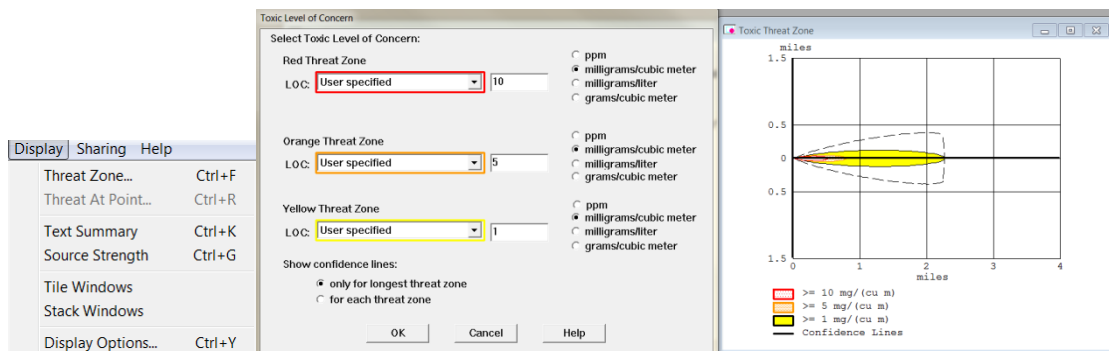 Display Sharing Help
Threat Zone... Ctrl+F
Threat At Point... Ctrl+R
Text Summary Ctrl+K
Source Strength Ctrl+G
Tile Windows
Stack Windows
Display Options... Ctrl+Y
Toxic Level of Concern
Select Toxic Level of Concern:
Red Threat Zone
LOC: User specified 10
ppm
milligrams/cubic meter
milligrams/liter
grams/cubic meter
Orange Threat Zone
LOC: User specified 5
ppm
milligrams/cubic meter
milligrams/liter
grams/cubic meter
Yellow Threat Zone
LOC: User specified 1
ppm
milligrams/cubic meter
milligrams/liter
grams/cubic meter
Show confidence lines:
only for longest threat zone
for each threat zone
OK Cancel Help
Toxic Threat Zone
miles
1.5
0.5
0
0.5
1.5
0 1 2 3 4
miles
>= 10 mg/(cu m)
>= 5 mg/(cu m)
>= 1 mg/(cu m)
Confidence Lines